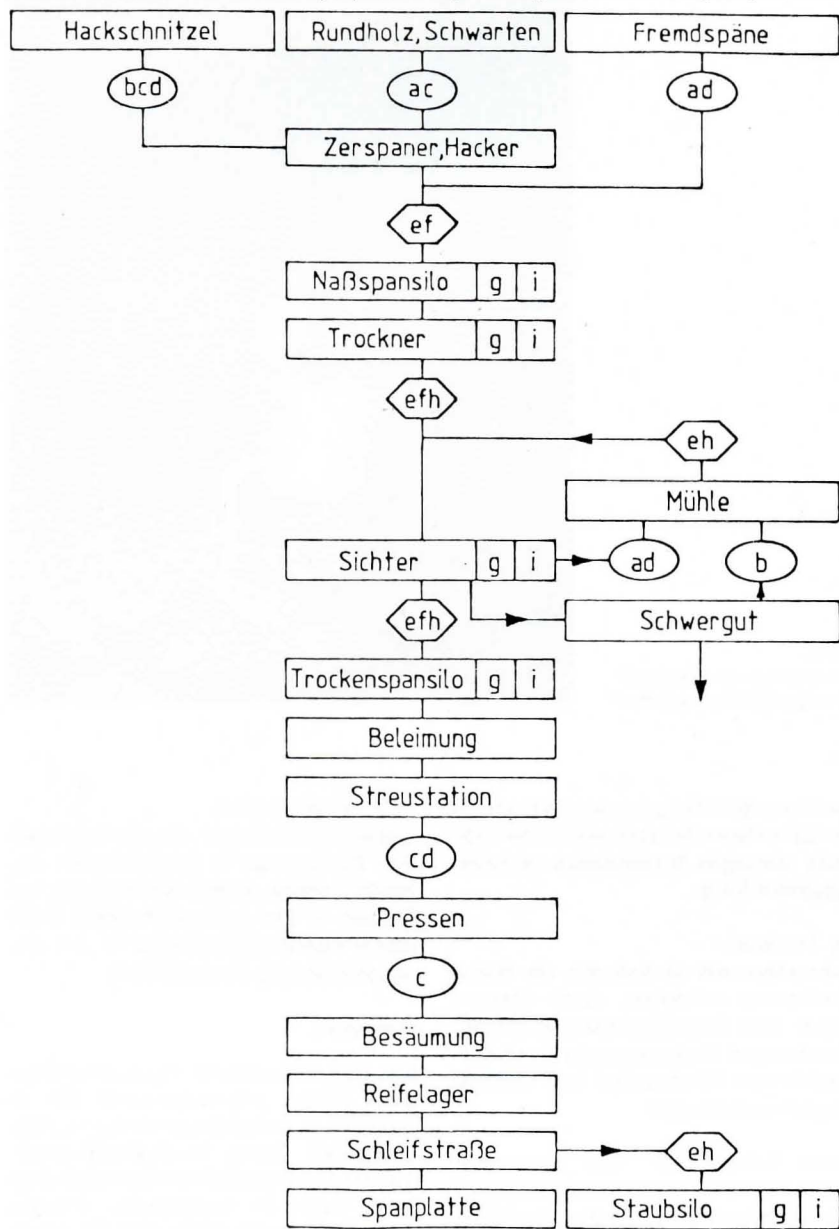 Hackschnitzel Rundholz, Schwarten Fremdspäne
bcd ac ad
Zerspaner, Hacker
ef
Naßspansilo g i
Trockner g i
efh
eh
Mühle
Sichter g i ad b
efh Schwergut
Trockenspansilo g i
Beleimung
Streustation
cd
Pressen
c
Besäumung
Reifelager
Schleifstraße eh
Spanplatte Staubsilo g i